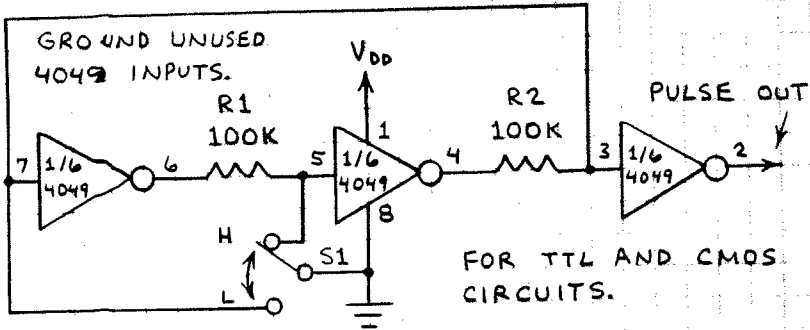 GROUND UNUSED
4049 INPUTS.
VDD
R1
100K
R2
100K
PULSE OUT
7
1/6
4049
6
5
1
1/6
4049
4
8
3
1/6
4049
2
H
S1
L
FOR TTL AND CMOS
CIRCUITS.